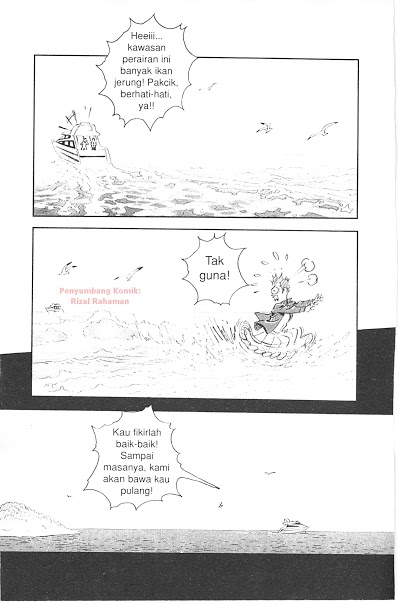 Heeiii...
kawasan
perairan ini
banyak ikan
jerung! Pakcik,
berhati-hati,
ya!!
Tak
guna!
Penyumbang Komik:
Rizal Rahaman
Kau fikirlah
baik-baik!
Sampai
masanya, kami
akan bawa kau
pulang!